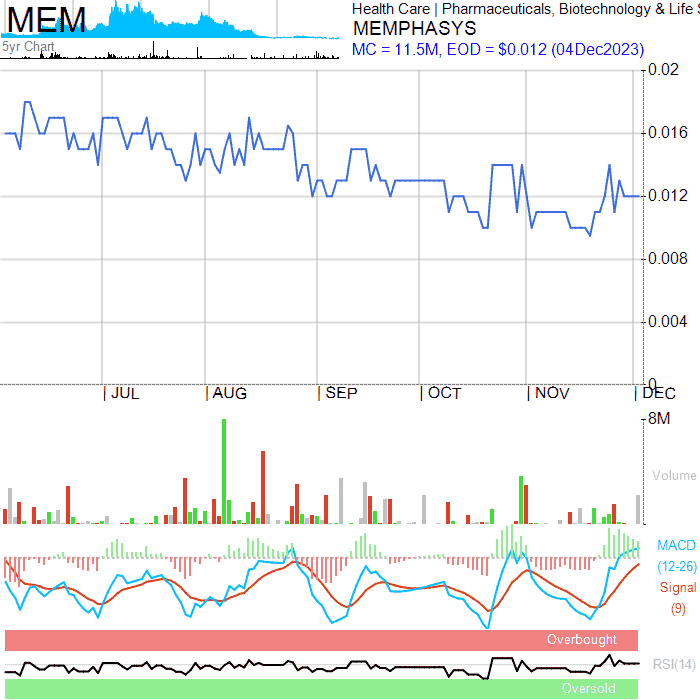 MEM
5yr Chart
Health Care | Pharmaceuticals, Biotechnology & Life S
MEMPHASYS
MC = 11.5M, EOD = $0.012 (04Dec2023)
0.02
0.016
0.012
0.008
0.004
0
JUL AUG SEP OCT NOV DEC
8M
Volume
MACD
(12-26)
Signal
(9)
Overbought
RSI(14)
Oversold